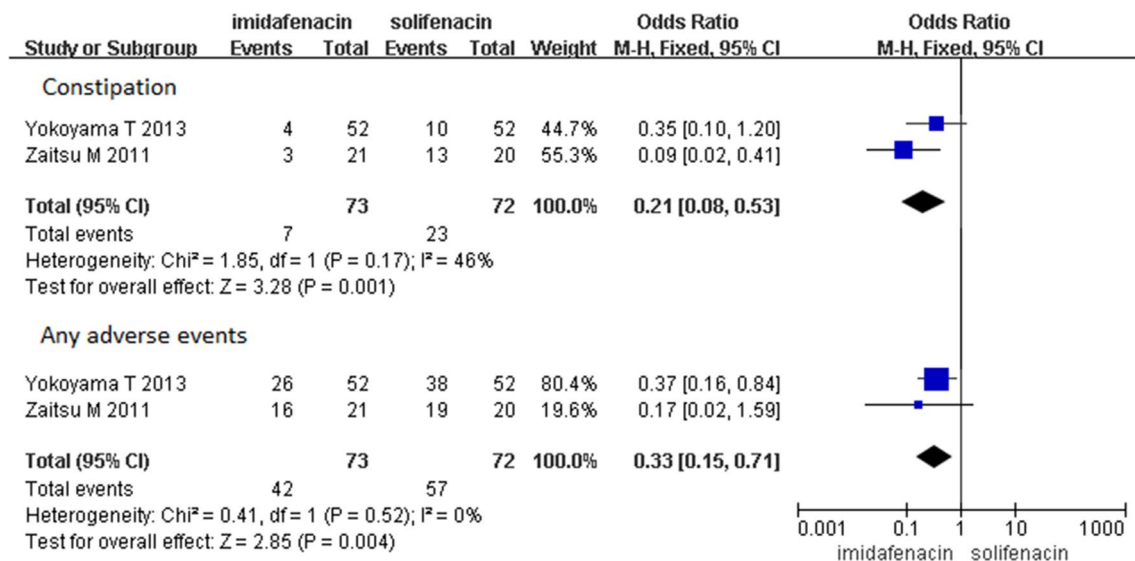 imidafenacin solifenacin Odds Ratio Odds Ratio
Study or Subgroup Events Total Events Total Weight M-H, Fixed, 95% CI M-H, Fixed, 95% CI
Constipation
Yokoyama T 2013 4 52 10 52 44.7% 0.35 [0.10, 1.20]
Zaitsu M 2011 3 21 13 20 55.3% 0.09 [0.02, 0.41]
Total (95% CI) 73 72 100.0% 0.21 [0.08, 0.53]
Total events 7 23
Heterogeneity: Chi² = 1.85, df = 1 (P = 0.17); I² = 46%
Test for overall effect: Z = 3.28 (P = 0.001)
Any adverse events
Yokoyama T 2013 26 52 38 52 80.4% 0.37 [0.16, 0.84]
Zaitsu M 2011 16 21 19 20 19.6% 0.17 [0.02, 1.59]
Total (95% CI) 73 72 100.0% 0.33 [0.15, 0.71]
Total events 42 57
Heterogeneity: Chi² = 0.41, df = 1 (P = 0.52); I² = 0%
Test for overall effect: Z = 2.85 (P = 0.004)
0.001 0.1 1 10 1000
imidafenacin solifenacin